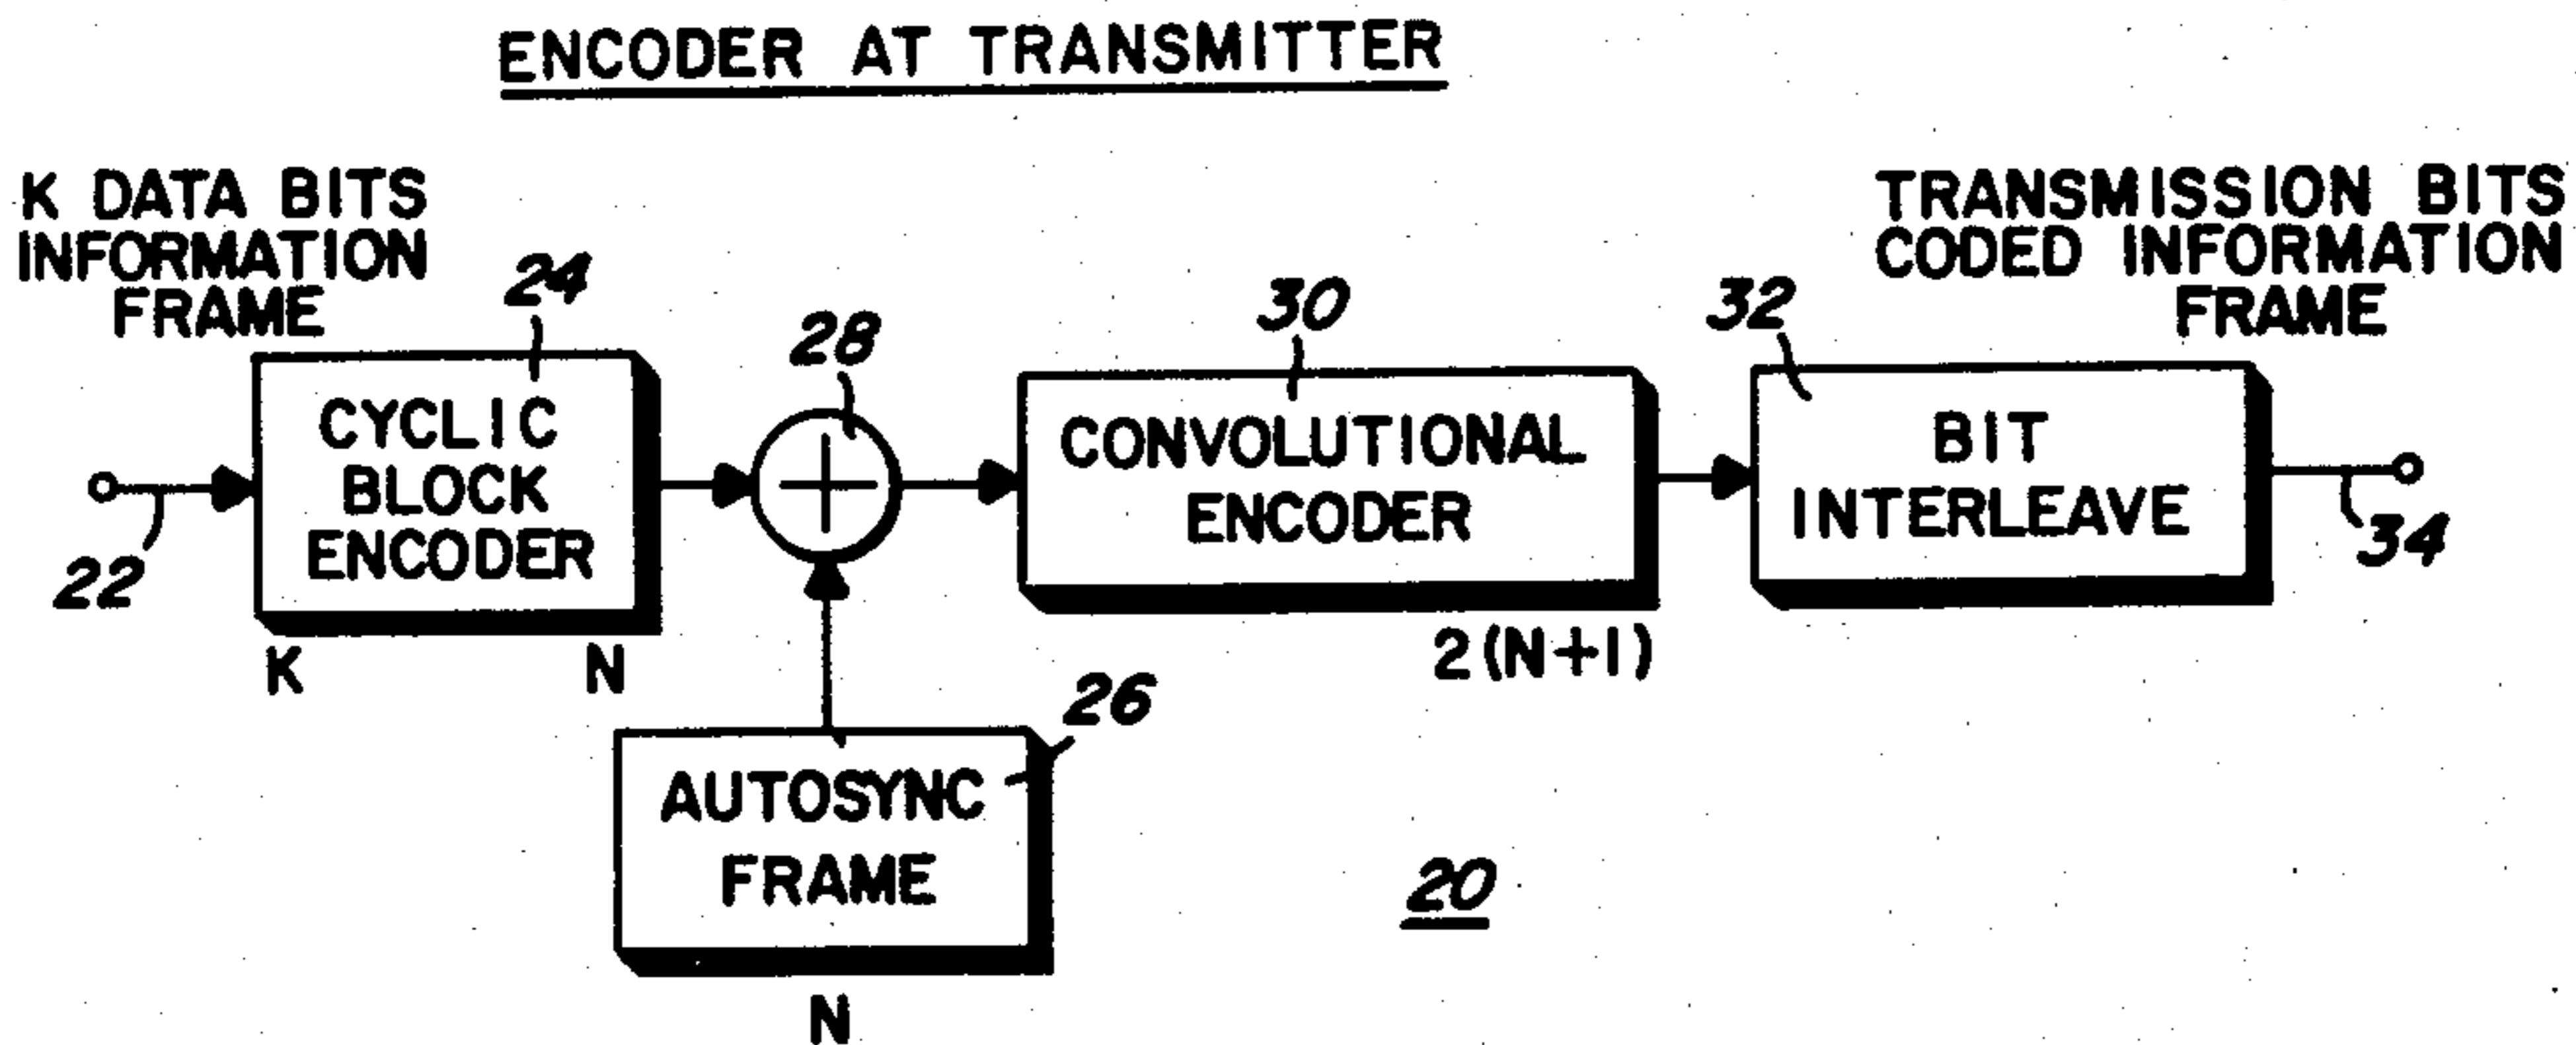 ENCODER AT TRANSMITTER
K DATA BITS
INFORMATION
FRAME
TRANSMISSION BITS
CODED INFORMATION
FRAME
24
28
30
32
CYCLIC
BLOCK
ENCODER
CONVOLUTIONAL
ENCODER
BIT
INTERLEAVE
22
34
K
N
2(N+1)
26
AUTOSYNC
FRAME
N
20